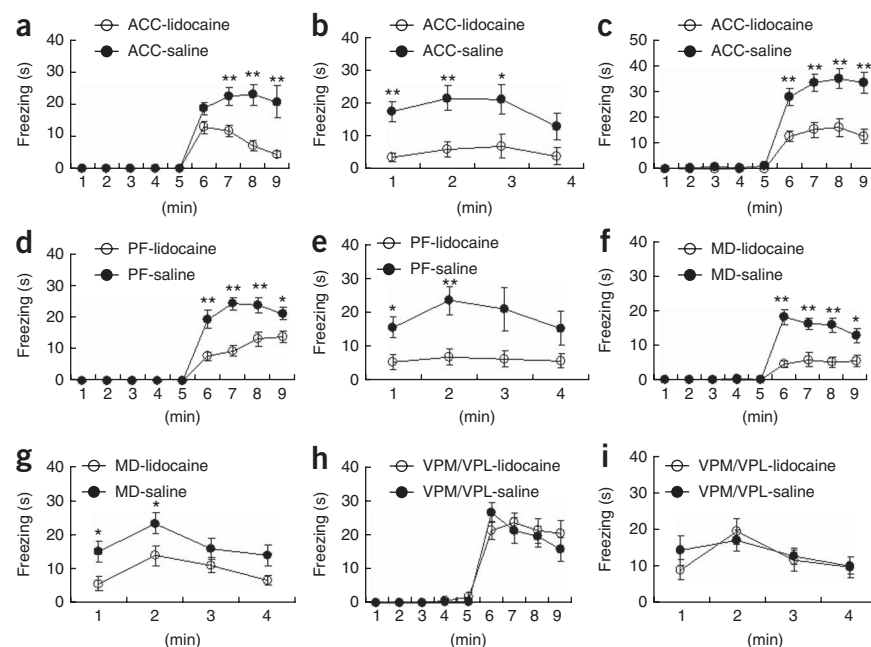 a
ACC-lidocaine
ACC-saline
Freezing (s)
40
30
20
10
0
** ** **
1 2 3 4 5 6 7 8 9
(min)
b
ACC-lidocaine
ACC-saline
Freezing (s)
40
30
20
10
0
** ** *
1 2 3 4
(min)
c
ACC-lidocaine
ACC-saline
Freezing (s)
50
40
30
20
10
0
** ** ** **
1 2 3 4 5 6 7 8 9
(min)
d
PF-lidocaine
PF-saline
Freezing (s)
40
30
20
10
0
** ** ** *
1 2 3 4 5 6 7 8 9
(min)
e
PF-lidocaine
PF-saline
Freezing (s)
40
30
20
10
0
* **
1 2 3 4
(min)
f
MD-lidocaine
MD-saline
Freezing (s)
40
30
20
10
0
** ** ** *
1 2 3 4 5 6 7 8 9
(min)
g
MD-lidocaine
MD-saline
Freezing (s)
40
30
20
10
0
* *
1 2 3 4
(min)
h
VPM/VPL-lidocaine
VPM/VPL-saline
Freezing (s)
40
30
20
10
0
1 2 3 4 5 6 7 8 9
(min)
i
VPM/VPL-lidocaine
VPM/VPL-saline
Freezing (s)
40
30
20
10
0
1 2 3 4
(min)